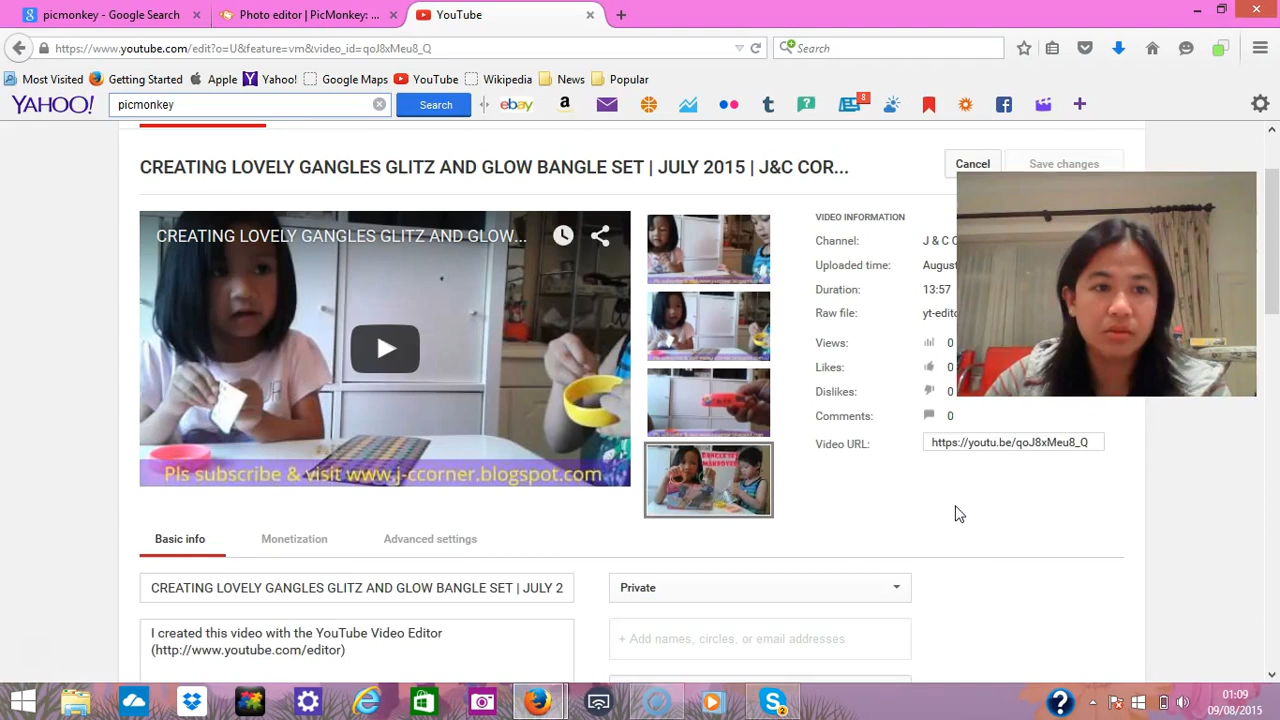 picmonkey - Google Search
Photo editor | PicMonkey: ...
YouTube
https://www.youtube.com/edit?o=U&feature=vm&video_id=qoJ8xMeu8_Q
Search
Most Visited Getting Started Apple Yahoo! Google Maps YouTube Wikipedia News Popular
YAHOO! picmonkey Search ebay 8
CREATING LOVELY GANGLES GLITZ AND GLOW BANGLE SET | JULY 2015 | J&C COR...
Cancel Save changes
CREATING LOVELY GANGLES GLITZ AND GLOW...
Pls subscribe & visit www.j-ccorner.blogspot.com
BANGLE SET
MAKEOVER
VIDEO INFORMATION
Channel: J & C C
Uploaded time: August
Duration: 13:57
Raw file: yt-edito
Views: 0
Likes: 0
Dislikes: 0
Comments: 0
Video URL: https://youtu.be/qoJ8xMeu8_Q
Basic info Monetization Advanced settings
CREATING LOVELY GANGLES GLITZ AND GLOW BANGLE SET | JULY 2
Private
I created this video with the YouTube Video Editor
(http://www.youtube.com/editor)
+ Add names, circles, or email addresses
01:09
09/08/2015